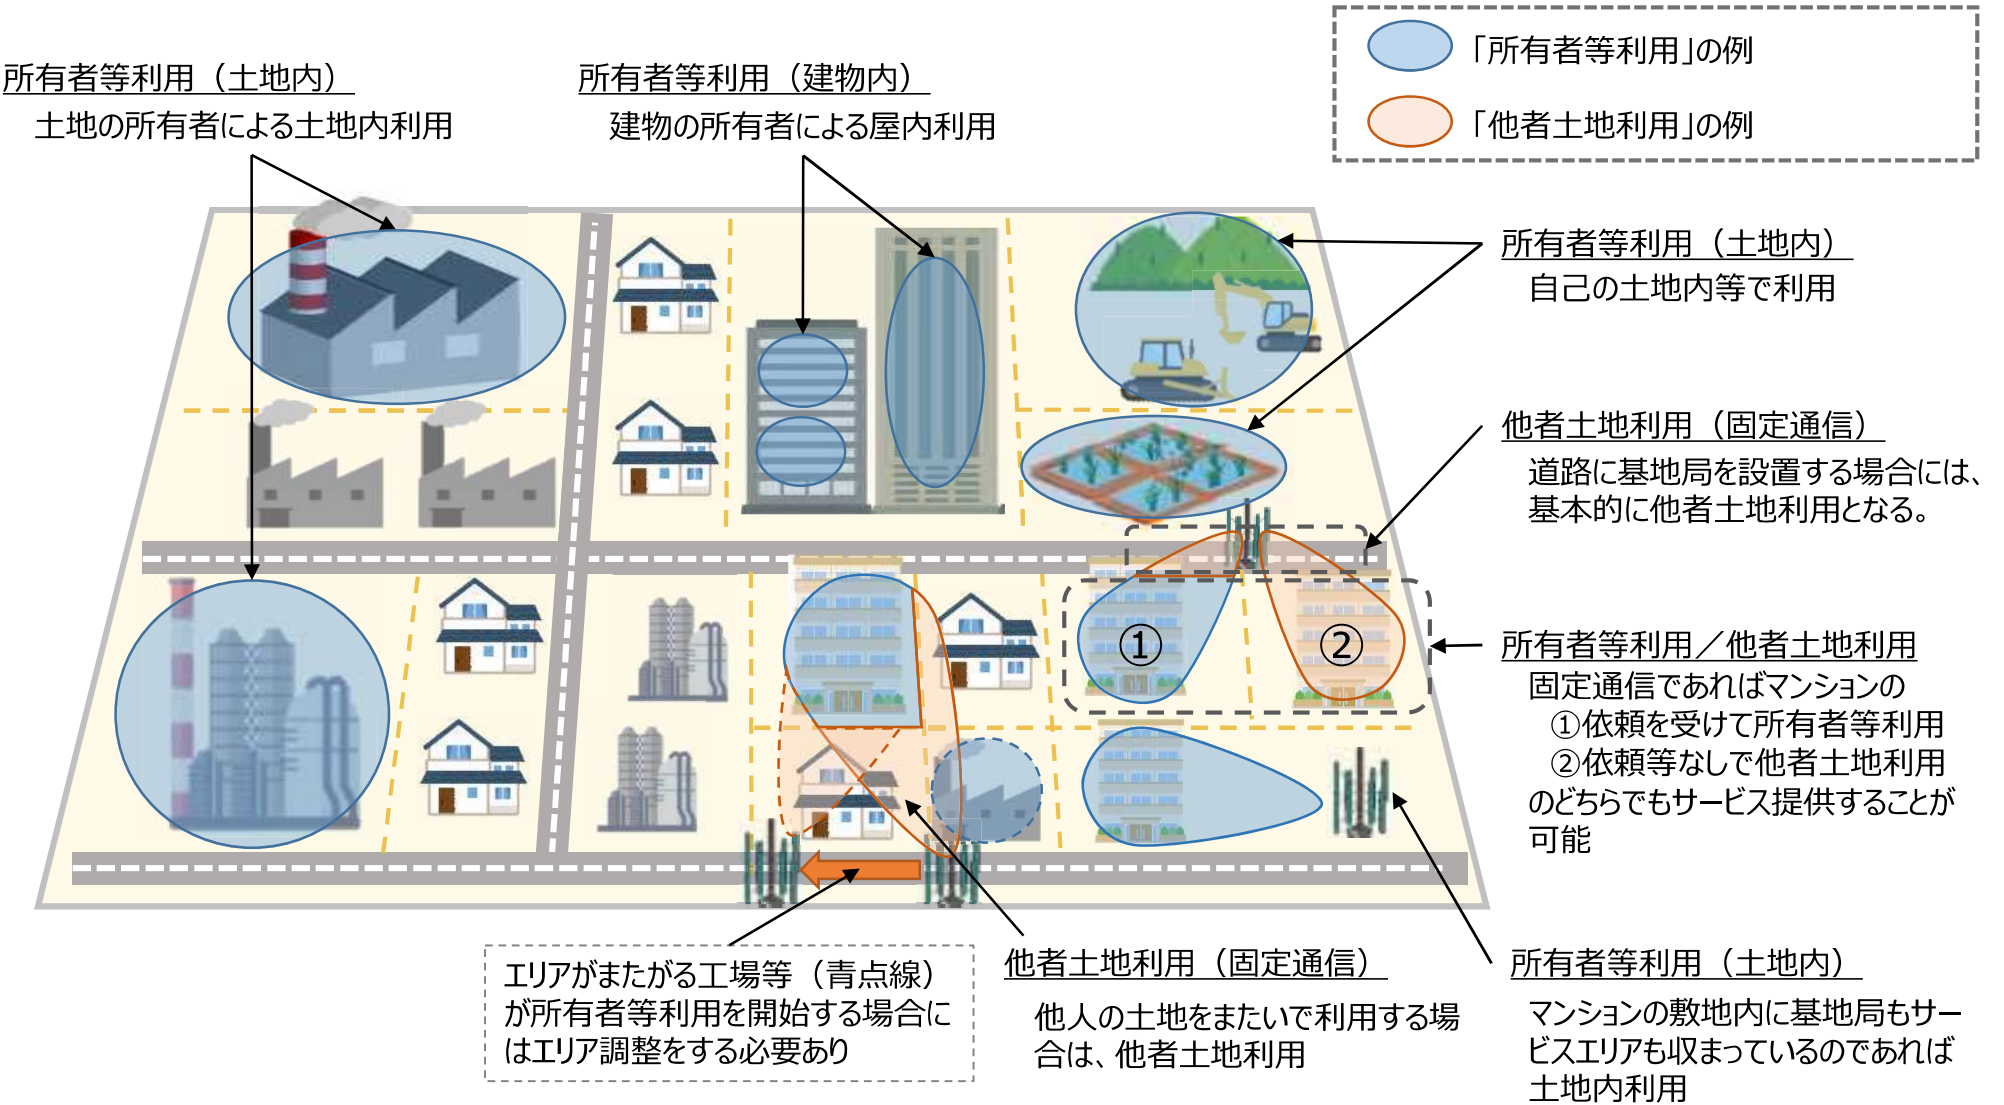 「所有者等利用」の例
「他者土地利用」の例
所有者等利用（土地内）
土地の所有者による土地内利用
所有者等利用（建物内）
建物の所有者による屋内利用
所有者等利用（土地内）
自己の土地内等で利用
他者土地利用（固定通信）
道路に基地局を設置する場合には、
基本的に他者土地利用となる。
①
②
所有者等利用／他者土地利用
固定通信であればマンションの
①依頼を受けて所有者等利用
②依頼等なしで他者土地利用
のどちらでもサービス提供することが
可能
エリアがまたがる工場等（青点線）
が所有者等利用を開始する場合に
はエリア調整をする必要あり
他者土地利用（固定通信）
他人の土地をまたいで利用する場
合は、他者土地利用
所有者等利用（土地内）
マンションの敷地内に基地局もサー
ビスエリアも収まっているのであれば
土地内利用